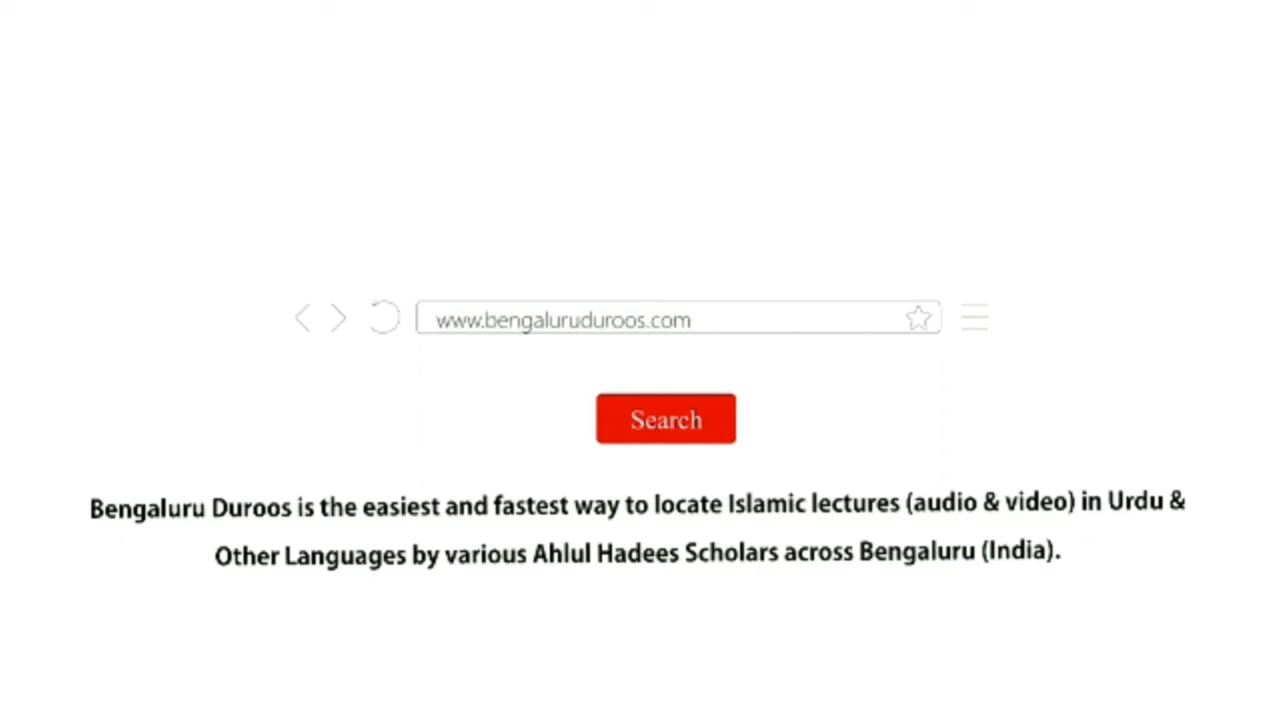 www.bengaluruduroos.com
Search
Bengaluru Duroos is the easiest and fastest way to locate Islamic lectures (audio & video) in Urdu &
Other Languages by various Ahlul Hadees Scholars across Bengaluru (India).